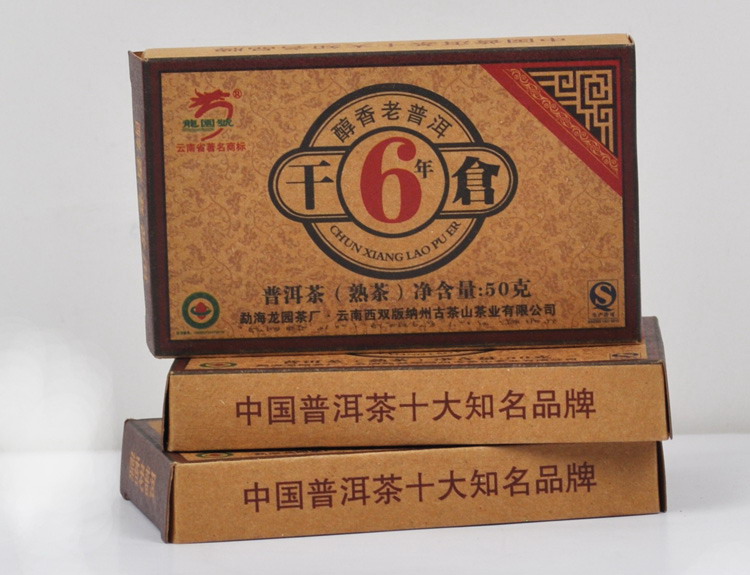 龍園號®
云南省著名商标
醇香老普洱
干 6年 倉
CHUN XIANG LAO PU ER
普洱茶（熟茶）净含量:50克
勐海龙园茶厂·云南西双版纳州古茶山茶业有限公司
中国普洱茶十大知名品牌
中国普洱茶十大知名品牌